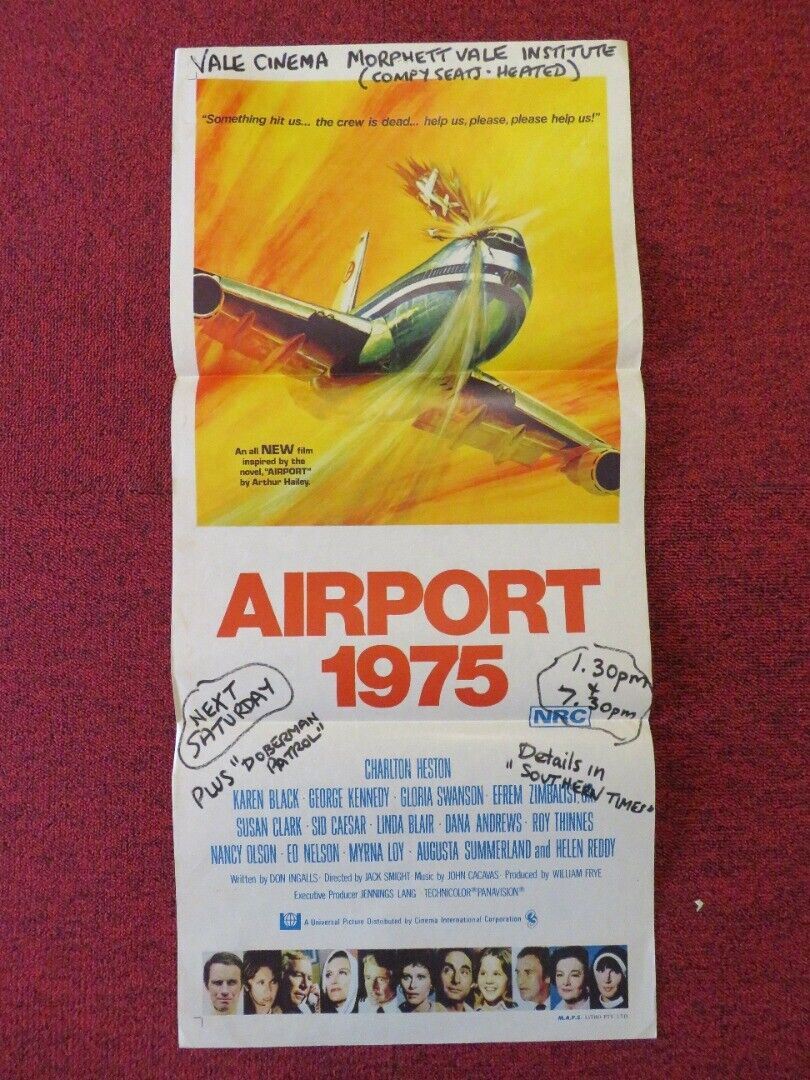 VALE CINEMA MORPHETT VALE INSTITUTE
(COMPY SEATS · HEATED)
"Something hit us... the crew is dead... help us, please, please help us!"
An all NEW film
inspired by the
novel, "AIRPORT"
by Arthur Hailey.
AIRPORT
1975
NEXT
SATURDAY
PLUS "DOBERMAN
PATROL"
1.30pm
&
7.30pm
NRC
Details in
"SOUTHERN TIMES"
CHARLTON HESTON
KAREN BLACK · GEORGE KENNEDY · GLORIA SWANSON · EFREM ZIMBALIST, JR.
SUSAN CLARK · SID CAESAR · LINDA BLAIR · DANA ANDREWS · ROY THINNES
NANCY OLSON · ED NELSON · MYRNA LOY · AUGUSTA SUMMERLAND and HELEN REDDY
Written by DON INGALLS · Directed by JACK SMIGHT · Music by JOHN CACAVAS · Produced by WILLIAM FRYE
Executive Producer JENNINGS LANG · TECHNICOLOR® PANAVISION®
A Universal Picture Distributed by Cinema International Corporation
M.A.P.S. LITHO PTY. LTD.